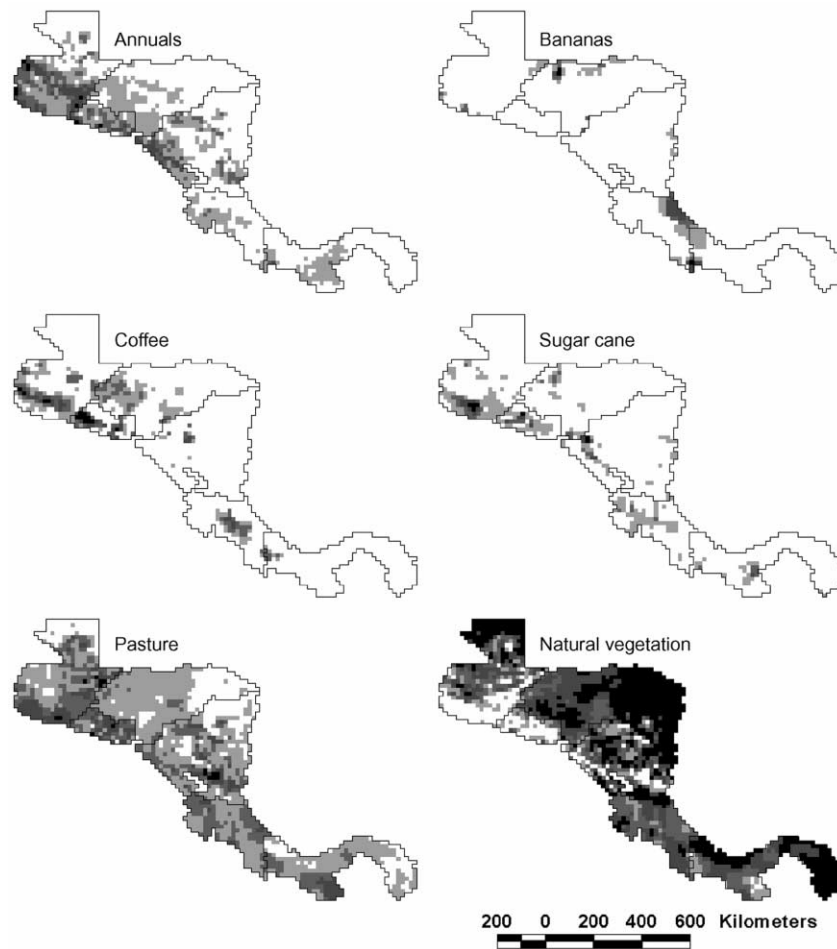 Annuals
Bananas
Coffee
Sugar cane
Pasture
Natural vegetation
200 0 200 400 600 Kilometers